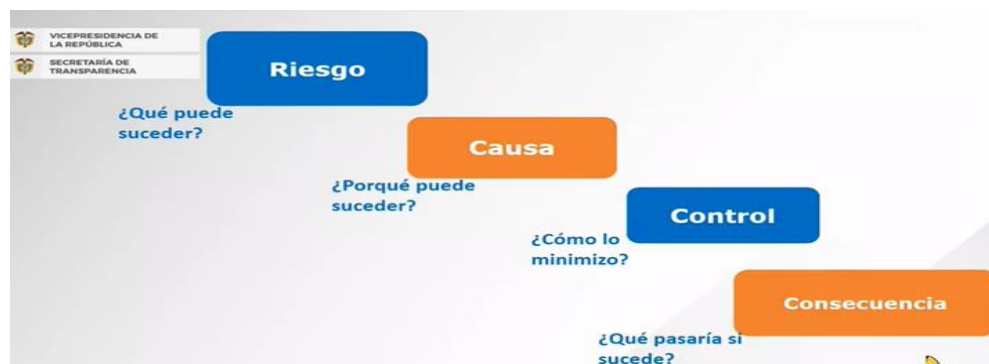 VICEPRESIDENCIA DE
LA REPÚBLICA
SECRETARÍA DE
TRANSPARENCIA
Riesgo
¿Qué puede
suceder?
Causa
¿Porqué puede
suceder?
Control
¿Cómo lo
minimizo?
Consecuencia
¿Qué pasaría si
sucede?